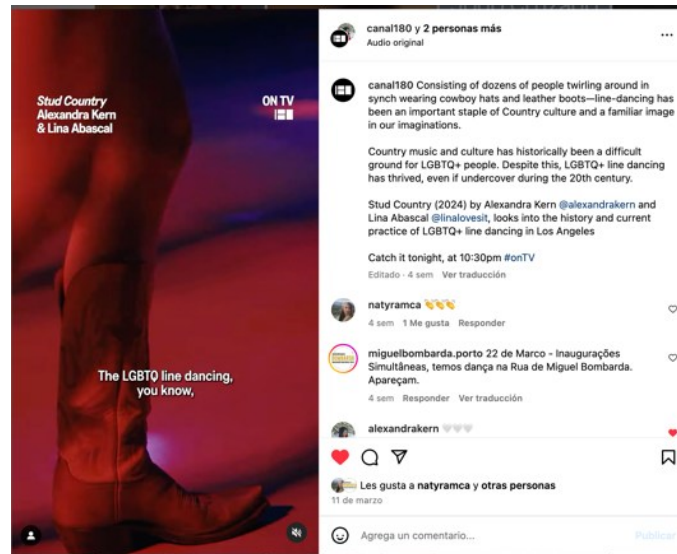 Stud Country
Alexandra Kern
& Lina Abascal
ON TV
The LGBTQ line dancing,
you know,
canal180 y 2 personas más
Audio original
canal180 Consisting of dozens of people twirling around in
synch wearing cowboy hats and leather boots—line-dancing has
been an important staple of Country culture and a familiar image
in our imaginations.
Country music and culture has historically been a difficult
ground for LGBTQ+ people. Despite this, LGBTQ+ line dancing
has thrived, even if undercover during the 20th century.
Stud Country (2024) by Alexandra Kern @alexandrakern and
Lina Abascal @linalovesit, looks into the history and current
practice of LGBTQ+ line dancing in Los Angeles
Catch it tonight, at 10:30pm #onTV
Editado · 4 sem Ver traducción
natyramca 👏👏👏
4 sem 1 Me gusta Responder
miguelbombarda.porto 22 de Marco - Inaugurações
Simultâneas, temos dança na Rua de Miguel Bombarda.
Apareçam.
4 sem Responder Ver traducción
alexandrakern 🤍🤍🤍
Les gusta a natyramca y otras personas
11 de marzo
Agrega un comentario...
Publicar